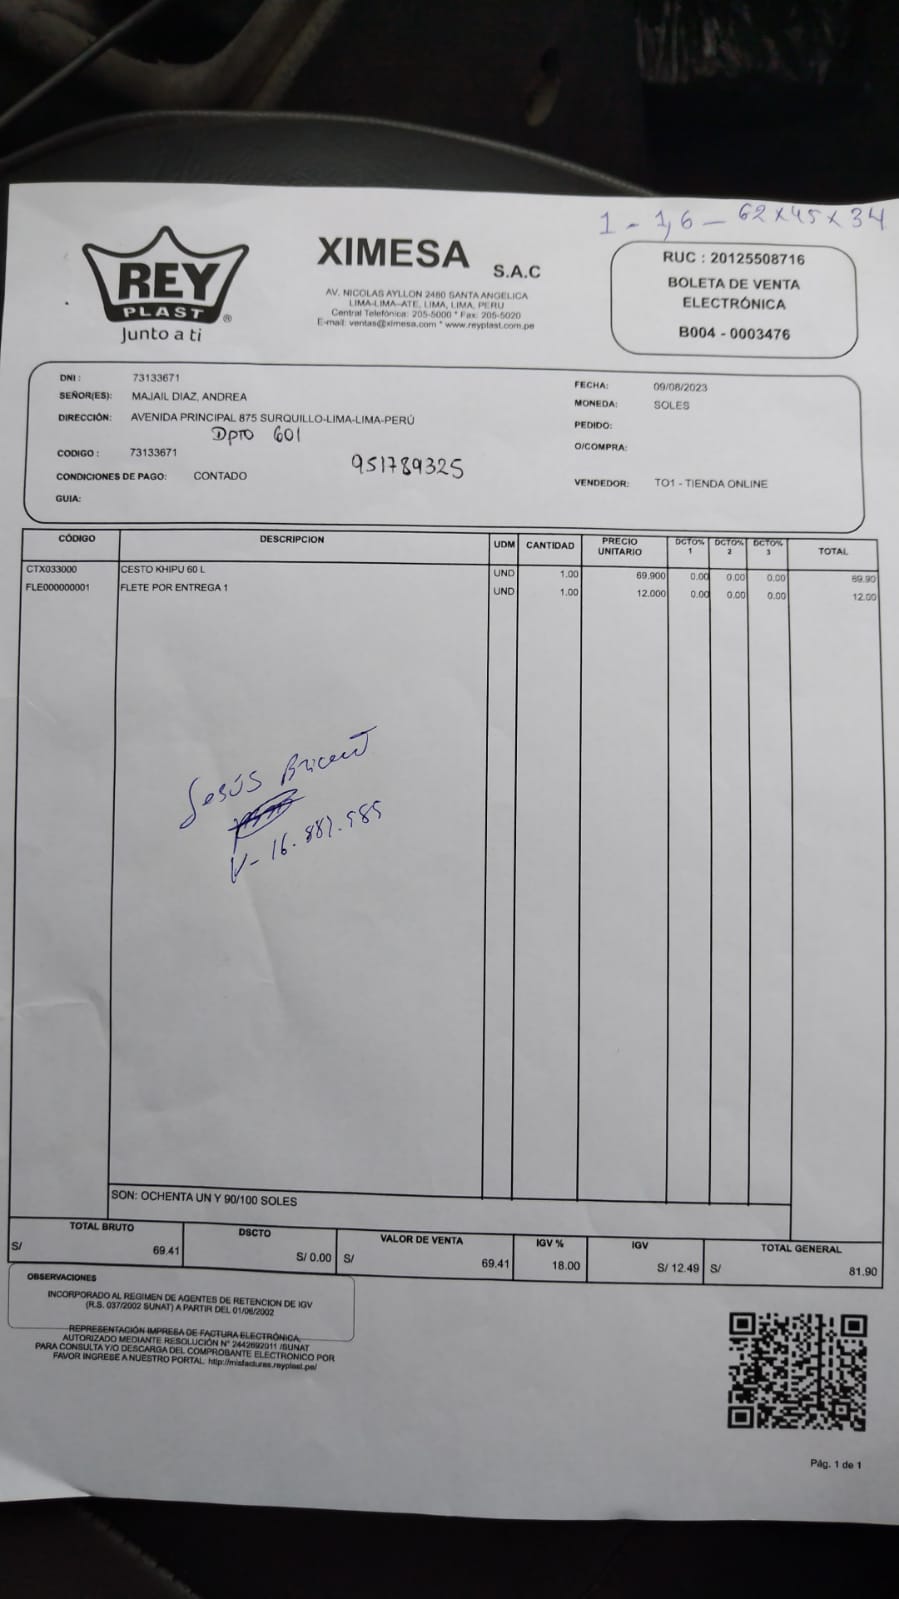 1 - 1,6 - 62x45x34
REY
PLAST ®
Junto a ti
XIMESA S.A.C
AV. NICOLAS AYLLON 2480 SANTA ANGELICA
LIMA-LIMA--ATE, LIMA, LIMA, PERU
Central Telefónica: 205-5000 * Fax: 205-5020
E-mail: ventas@ximesa.com * www.reyplast.com.pe
RUC : 20125508716
BOLETA DE VENTA
ELECTRÓNICA
B004 - 0003476
DNI : 73133671
SEÑOR(ES): MAJAIL DIAZ, ANDREA
DIRECCIÓN: AVENIDA PRINCIPAL 875 SURQUILLO-LIMA-LIMA-PERÚ
Dpto 601
CODIGO : 73133671
951789325
CONDICIONES DE PAGO: CONTADO
GUIA:
FECHA: 09/08/2023
MONEDA: SOLES
PEDIDO:
O/COMPRA:
VENDEDOR: TO1 - TIENDA ONLINE
CÓDIGO DESCRIPCION UDM CANTIDAD PRECIO UNITARIO DCTO% 1 DCTO% 2 DCTO% 3 TOTAL
CTX033000 CESTO KHIPU 60 L UND 1.00 69.900 0.00 0.00 0.00 69.90
FLE000000001 FLETE POR ENTREGA 1 UND 1.00 12.000 0.00 0.00 0.00 12.00
Jesús
V- 16.887.985
SON: OCHENTA UN Y 90/100 SOLES
TOTAL BRUTO DSCTO VALOR DE VENTA IGV % IGV TOTAL GENERAL
S/ 69.41 S/ 0.00 S/ 69.41 18.00 S/ 12.49 S/ 81.90
OBSERVACIONES
INCORPORADO AL REGIMEN DE AGENTES DE RETENCION DE IGV
(R.S. 037/2002 SUNAT) A PARTIR DEL 01/06/2002
REPRESENTACIÓN IMPRESA DE FACTURA ELECTRÓNICA,
AUTORIZADO MEDIANTE RESOLUCIÓN N° 2442692011 /SUNAT
PARA CONSULTA Y/O DESCARGA DEL COMPROBANTE ELECTRONICO POR
FAVOR INGRESE A NUESTRO PORTAL: http://misfacturas.reyplast.pe/
Pág. 1 de 1